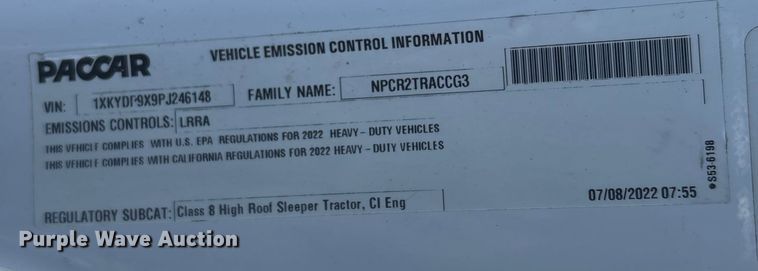 PACCAR
VEHICLE EMISSION CONTROL INFORMATION
VIN: 1XKYDP9X9PJ246148 FAMILY NAME: NPCR2TRACCG3
EMISSIONS CONTROLS: LRRA
THIS VEHICLE COMPLIES WITH U.S. EPA REGULATIONS FOR 2022 HEAVY-DUTY VEHICLES
THIS VEHICLE COMPLIES WITH CALIFORNIA REGULATIONS FOR 2022 HEAVY-DUTY VEHICLES
REGULATORY SUBCAT: Class 8 High Roof Sleeper Tractor, CI Eng
07/08/2022 07:55
S53-6198
Purple Wave Auction